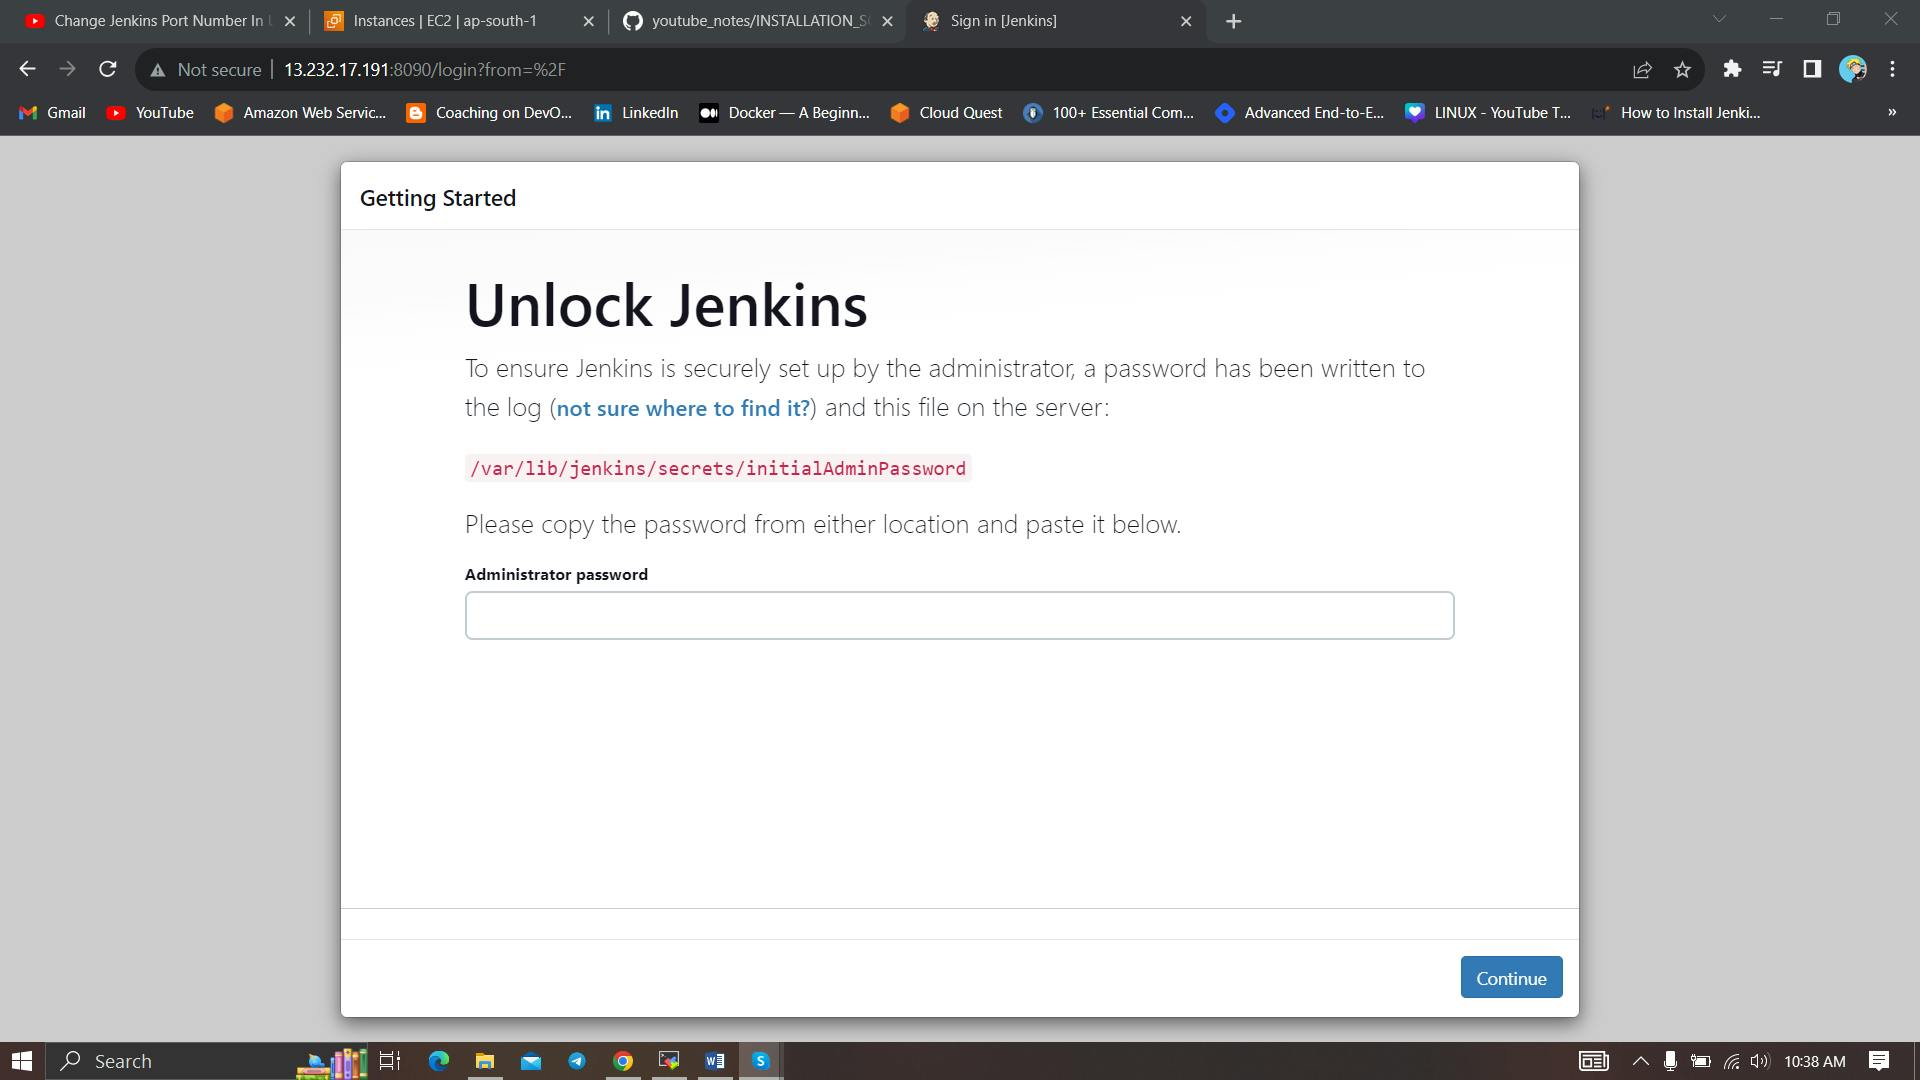 Change Jenkins Port Number In
Instances | EC2 | ap-south-1
youtube_notes/INSTALLATION_S
Sign in [Jenkins]
Not secure
13.232.17.191:8090/login?from=%2F
Gmail
YouTube
Amazon Web Servic...
Coaching on DevO...
LinkedIn
Docker — A Beginn...
Cloud Quest
100+ Essential Com...
Advanced End-to-E...
LINUX - YouTube T...
How to Install Jenki...
»
Getting Started
Unlock Jenkins
To ensure Jenkins is securely set up by the administrator, a password has been written to
the log (not sure where to find it?) and this file on the server:
/var/lib/jenkins/secrets/initialAdminPassword
Please copy the password from either location and paste it below.
Administrator password
Continue
Search
10:38 AM